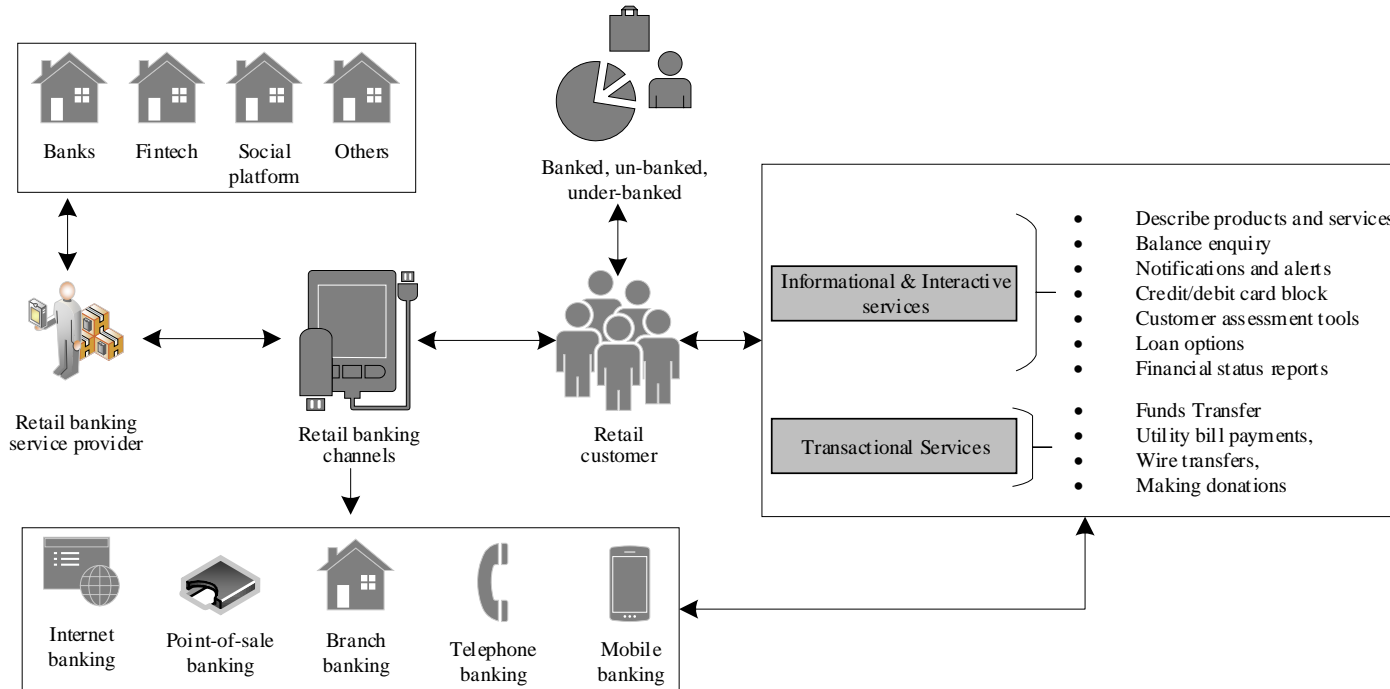 Banks
Fintech
Social
platform
Others
Banked, un-banked,
under-banked
Retail banking
service provider
Retail banking
channels
Retail
customer
Informational & Interactive
services
Describe products and services
Balance enquiry
Notifications and alerts
Credit/debit card block
Customer assessment tools
Loan options
Financial status reports
Transactional Services
Funds Transfer
Utility bill payments,
Wire transfers,
Making donations
Internet
banking
Point-of-sale
banking
Branch
banking
Telephone
banking
Mobile
banking